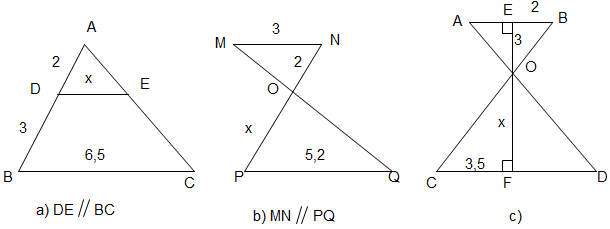 A
2
x
D
E
3
6,5
B
C
a) DE // BC
3
M
N
2
O
x
5,2
P
Q
b) MN // PQ
E
2
A
B
3
O
x
3,5
C
F
D
c)